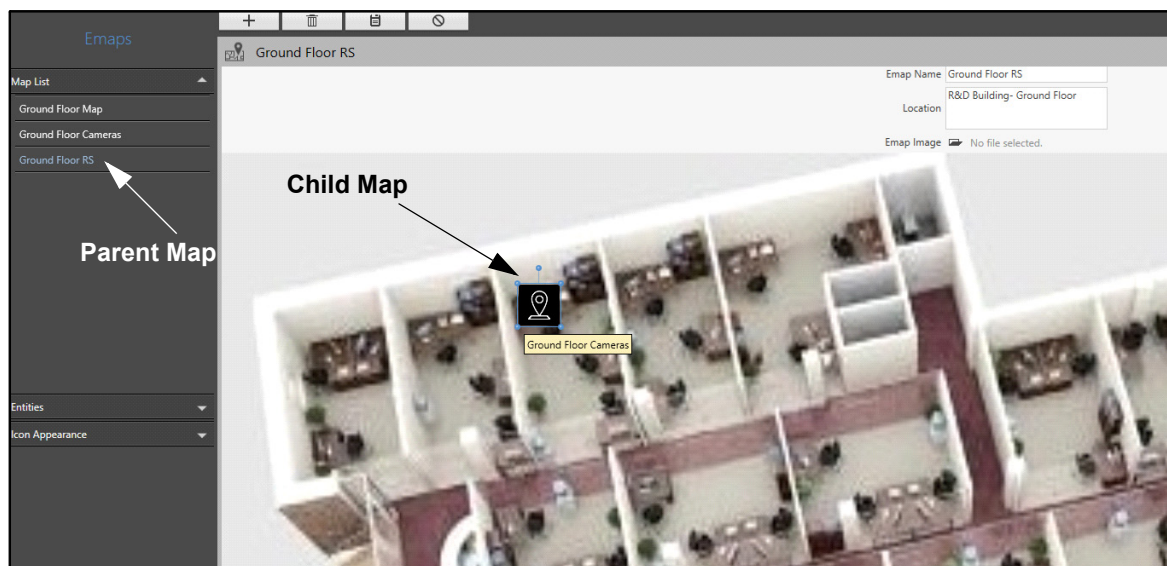 Emaps
Map List
Ground Floor Map
Ground Floor Cameras
Ground Floor RS
Parent Map
Entities
Icon Appearance
Ground Floor RS
Emap Name Ground Floor RS
Location R&D Building- Ground Floor
Emap Image No file selected.
Child Map
Ground Floor Cameras